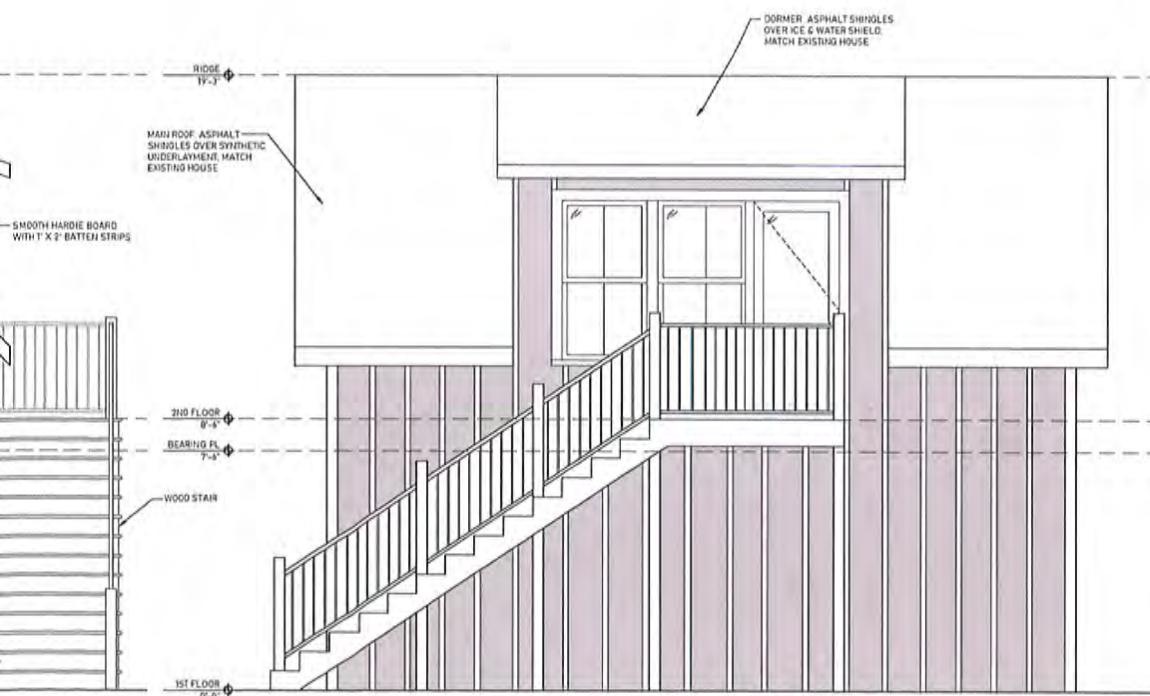 DORMER ASPHALT SHINGLES
OVER ICE & WATER SHIELD,
MATCH EXISTING HOUSE
RIDGE
19'-3"
MAIN ROOF ASPHALT
SHINGLES OVER SYNTHETIC
UNDERLAYMENT, MATCH
EXISTING HOUSE
SMOOTH HARDIE BOARD
WITH 1" X 2" BATTEN STRIPS
2ND FLOOR
8'-6"
BEARING PL
7'-6"
WOOD STAIR
1ST FLOOR
0'-0"